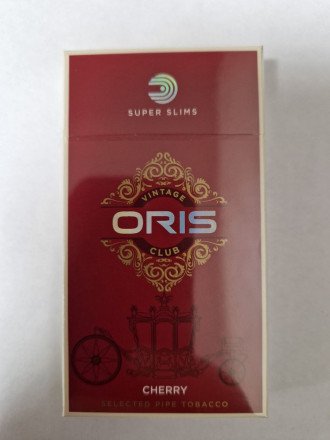 SUPER SLIMS
VINTAGE
ORIS
CLUB
CHERRY
SELECTED PIPE TOBACCO